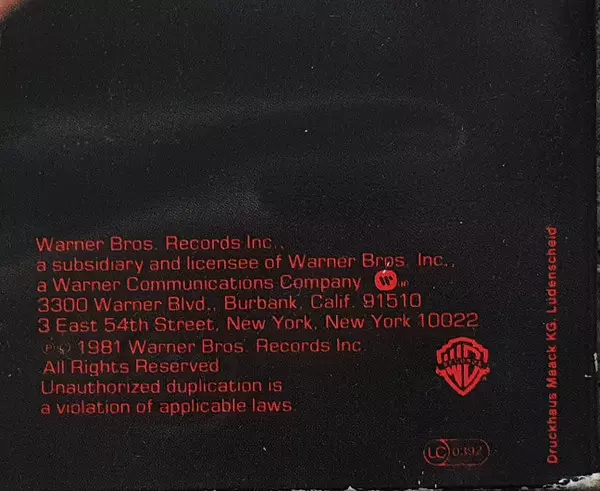 Warner Bros. Records Inc.,
a subsidiary and licensee of Warner Bros. Inc.,
a Warner Communications Company
3300 Warner Blvd., Burbank, Calif. 91510
3 East 54th Street, New York, New York 10022
1981 Warner Bros. Records Inc.
All Rights Reserved
Unauthorized duplication is
a violation of applicable laws.
WB
RECORDS
LC 0392
Druckhaus Maack KG, Lüdenscheid